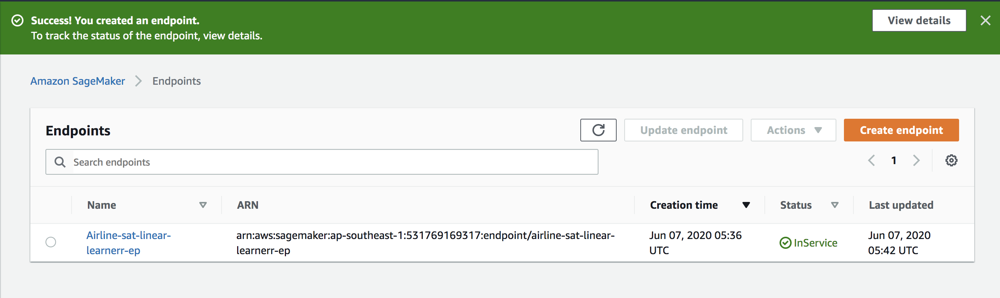 Success! You created an endpoint.
To track the status of the endpoint, view details.
View details
Amazon SageMaker
Endpoints
Endpoints
Update endpoint
Actions
Create endpoint
Search endpoints
1
Name
ARN
Creation time
Status
Last updated
Airline-sat-linear-
learnerr-ep
arn:aws:sagemaker:ap-southeast-1:531769169317:endpoint/airline-sat-linear-
learnerr-ep
Jun 07, 2020 05:36
UTC
InService
Jun 07, 2020
05:42 UTC